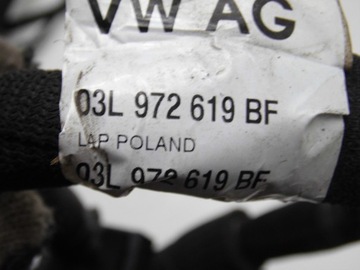 VW AG
03L 972 619 BF
LAP POLAND
03L 972 619 BF